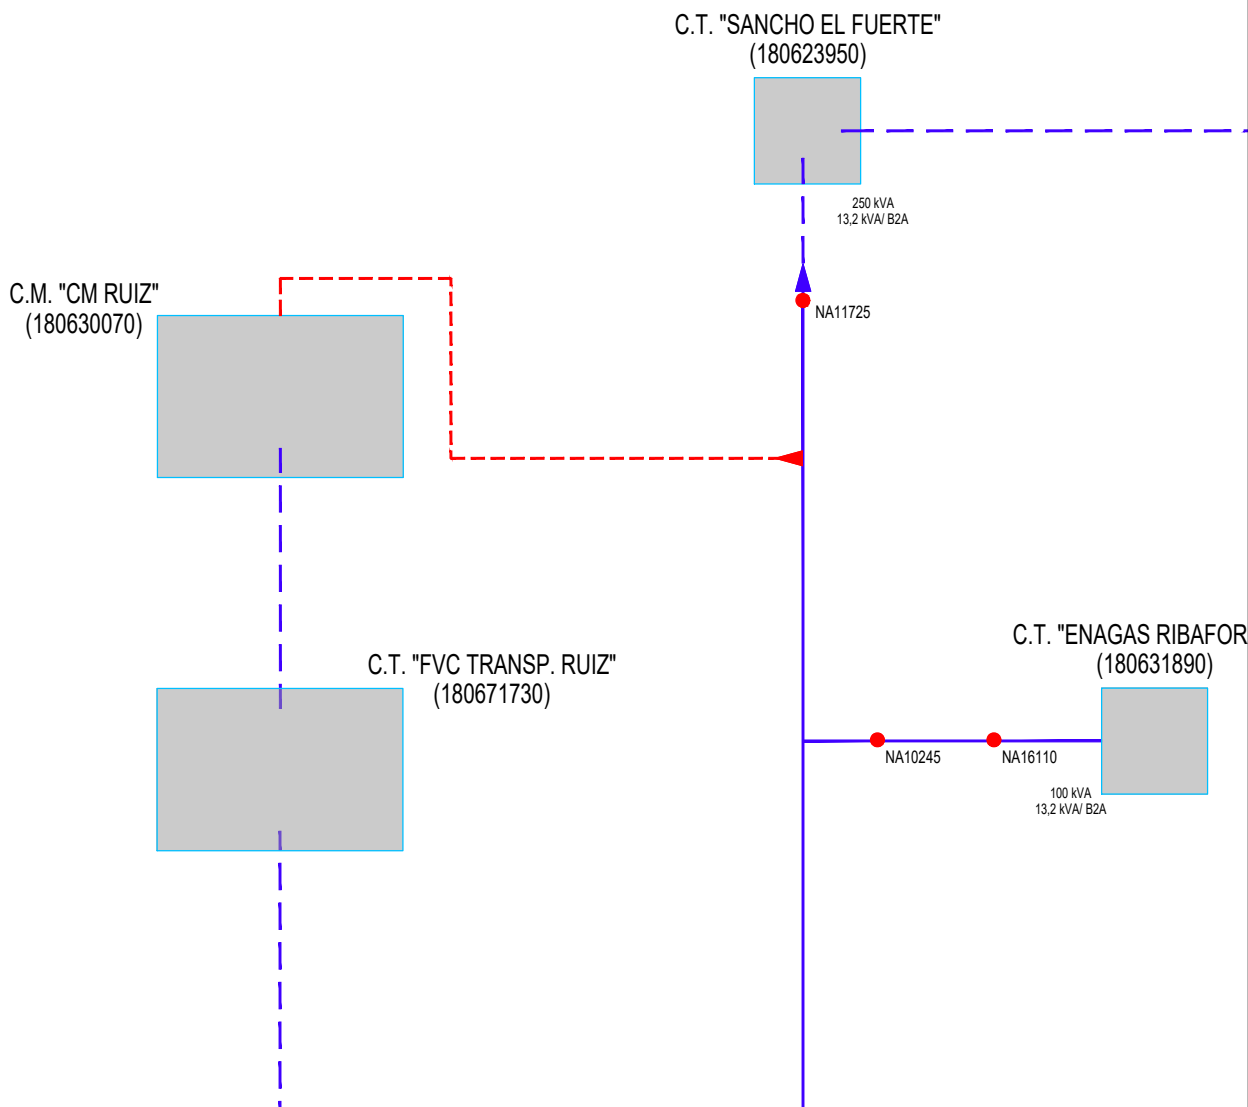 C.T. "SANCHO EL FUERTE"
(180623950)
250 kVA
13,2 kVA/ B2A
C.M. "CM RUIZ"
(180630070)
NA11725
C.T. "FVC TRANSP. RUIZ"
(180671730)
C.T. "ENAGAS RIBAFOR
(180631890)
NA10245
NA16110
100 kVA
13,2 kVA/ B2A